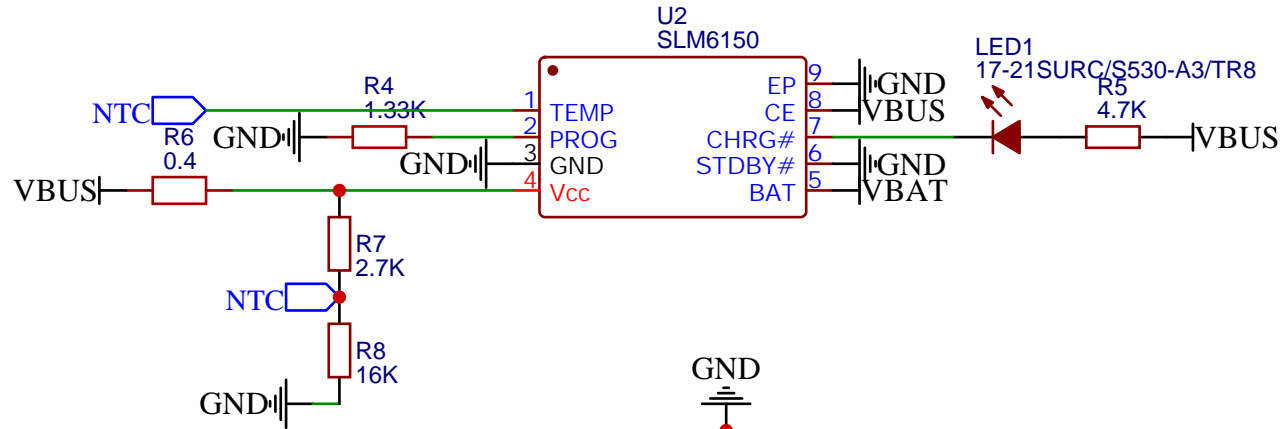 U2
SLM6150
LED1
17-21SURC/S530-A3/TR8
R4
1.33K
R5
4.7K
NTC
R6
0.4
GND
GND
VBUS
1
TEMP
2
PROG
3
GND
4
Vcc
EP
9
GND
CE
8
VBUS
CHRG#
7
VBUS
STDBY#
6
GND
BAT
5
VBAT
R7
2.7K
NTC
R8
16K
GND
GND